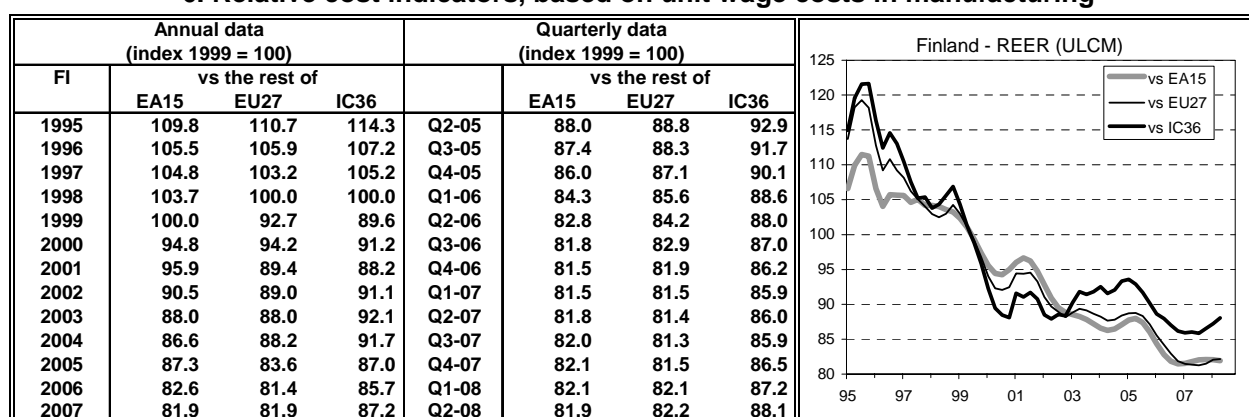 Annual data Quarterly data
(index 1999 = 100) (index 1999 = 100)
FI vs the rest of vs the rest of
EA15 EU27 IC36 EA15 EU27 IC36
1995 109.8 110.7 114.3 Q2-05 88.0 88.8 92.9
1996 105.5 105.9 107.2 Q3-05 87.4 88.3 91.7
1997 104.8 103.2 105.2 Q4-05 86.0 87.1 90.1
1998 103.7 100.0 100.0 Q1-06 84.3 85.6 88.6
1999 100.0 92.7 89.6 Q2-06 82.8 84.2 88.0
2000 94.8 94.2 91.2 Q3-06 81.8 82.9 87.0
2001 95.9 89.4 88.2 Q4-06 81.5 81.9 86.2
2002 90.5 89.0 91.1 Q1-07 81.5 81.5 85.9
2003 88.0 88.0 92.1 Q2-07 81.8 81.4 86.0
2004 86.6 88.2 91.7 Q3-07 82.0 81.3 85.9
2005 87.3 83.6 87.0 Q4-07 82.1 81.5 86.5
2006 82.6 81.4 85.7 Q1-08 82.1 82.1 87.2
2007 81.9 81.9 87.2 Q2-08 81.9 82.2 88.1
Finland - REER (ULCM)
vs EA15
vs EU27
vs IC36
125
120
115
110
105
100
95
90
85
80
95 97 99 01 03 05 07